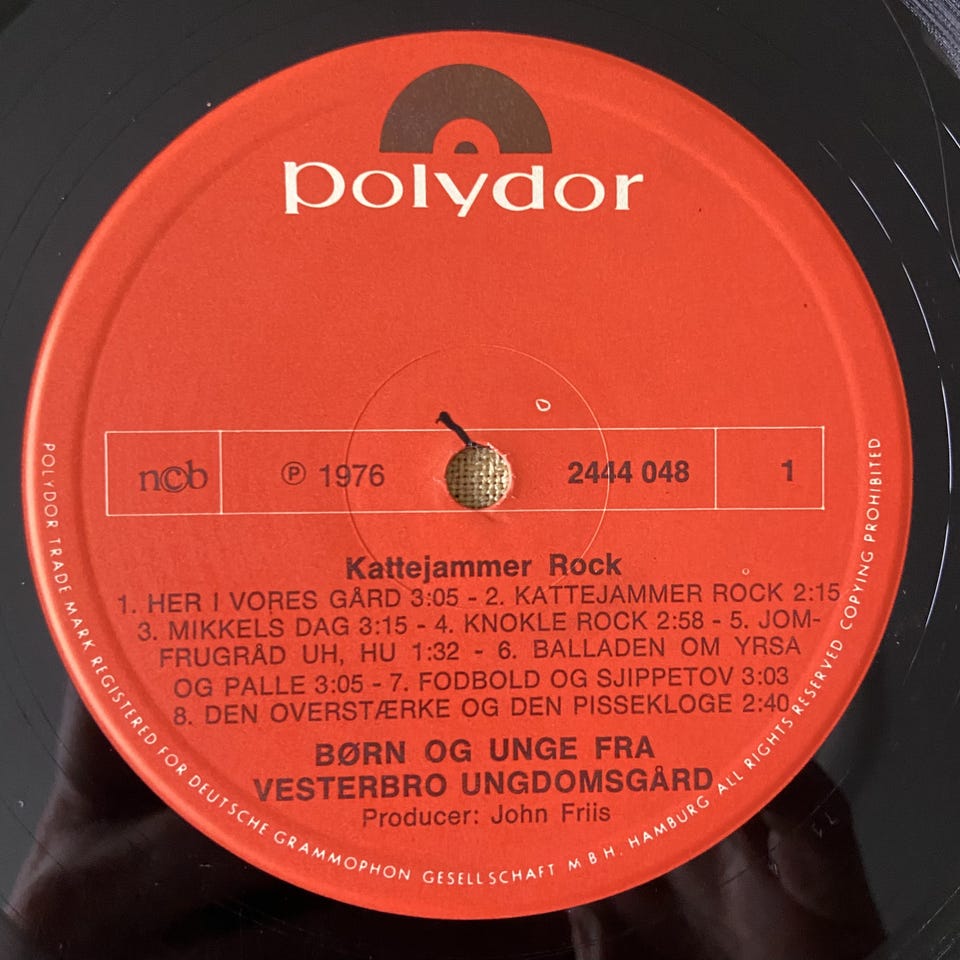 polydor
ncb
℗ 1976
2444 048
1
Kattejammer Rock
1. HER I VORES GÅRD 3:05 - 2. KATTEJAMMER ROCK 2:15
3. MIKKELS DAG 3:15 - 4. KNOKLE ROCK 2:58 - 5. JOM-
FRUGRÅD UH, HU 1:32 - 6. BALLADEN OM YRSA
OG PALLE 3:05 - 7. FODBOLD OG SJIPPETOV 3:03
8. DEN OVERSTÆRKE OG DEN PISSEKLOGE 2:40
BØRN OG UNGE FRA
VESTERBRO UNGDOMSGÅRD
Producer: John Friis
POLYDOR TRADE MARK REGISTERED FOR DEUTSCHE GRAMMOPHON GESELLSCHAFT MBH. HAMBURG ALL RIGHTS RESERVED COPYING PROHIBITED